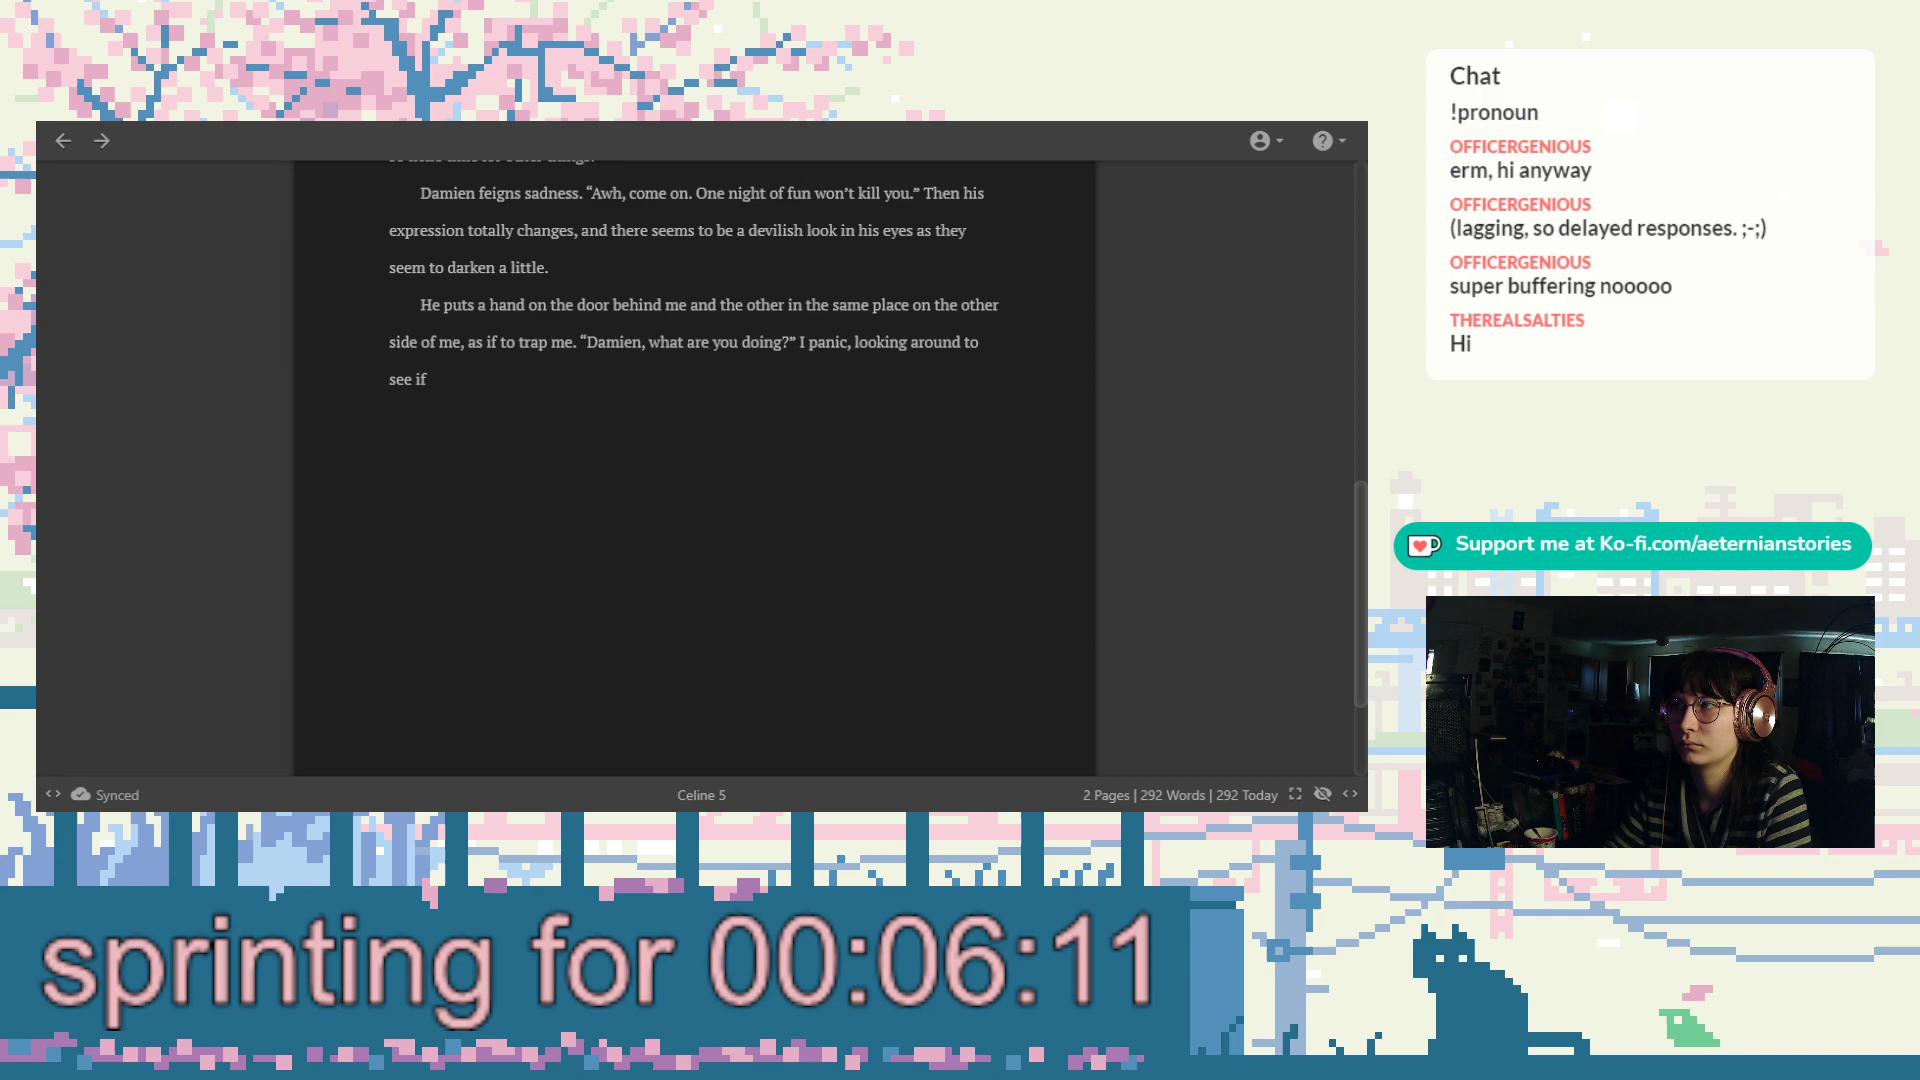 Chat
!pronoun
OFFICERGENIOUS
erm, hi anyway
OFFICERGENIOUS
(lagging, so delayed responses. ;-;)
OFFICERGENIOUS
super buffering nooooo
THEREALSALTIES
Hi
Damien feigns sadness. “Awh, come on. One night of fun won’t kill you.” Then his
expression totally changes, and there seems to be a devilish look in his eyes as they
seem to darken a little.
He puts a hand on the door behind me and the other in the same place on the other
side of me, as if to trap me. “Damien, what are you doing?” I panic, looking around to
see if
Support me at Ko-fi.com/aeternianstories
Synced
Celine 5
2 Pages | 292 Words | 292 Today
sprinting for 00:06:11